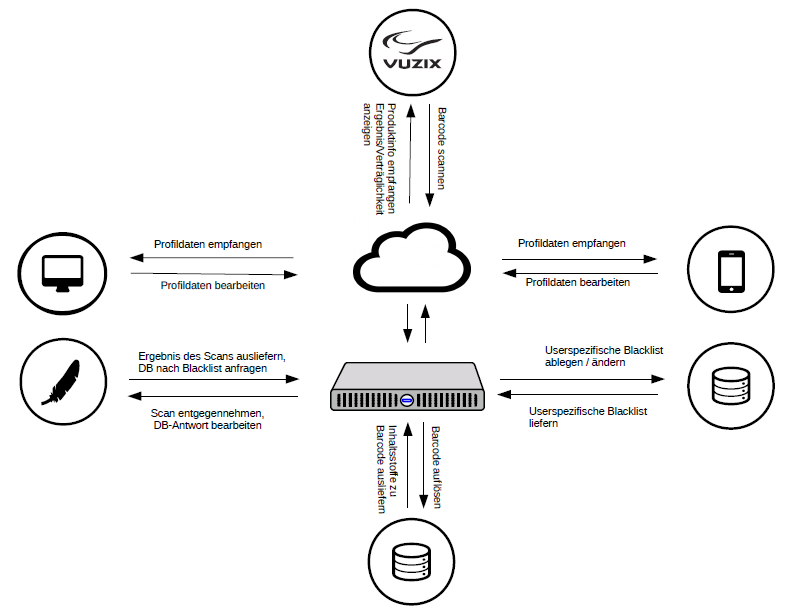 VUZIX
Produktinfo empfangen
Ergebnis/Verträglichkeit
anzeigen
Barcode scannen
Profildaten empfangen
Profildaten bearbeiten
Profildaten empfangen
Profildaten bearbeiten
Ergebnis des Scans ausliefern,
DB nach Blacklist anfragen
Scan entgegennehmen,
DB-Antwort bearbeiten
Userspezifische Blacklist
ablegen / ändern
Userspezifische Blacklist
liefern
Inhaltsstoffe zu
Barcode ausliefern
Barcode auflösen